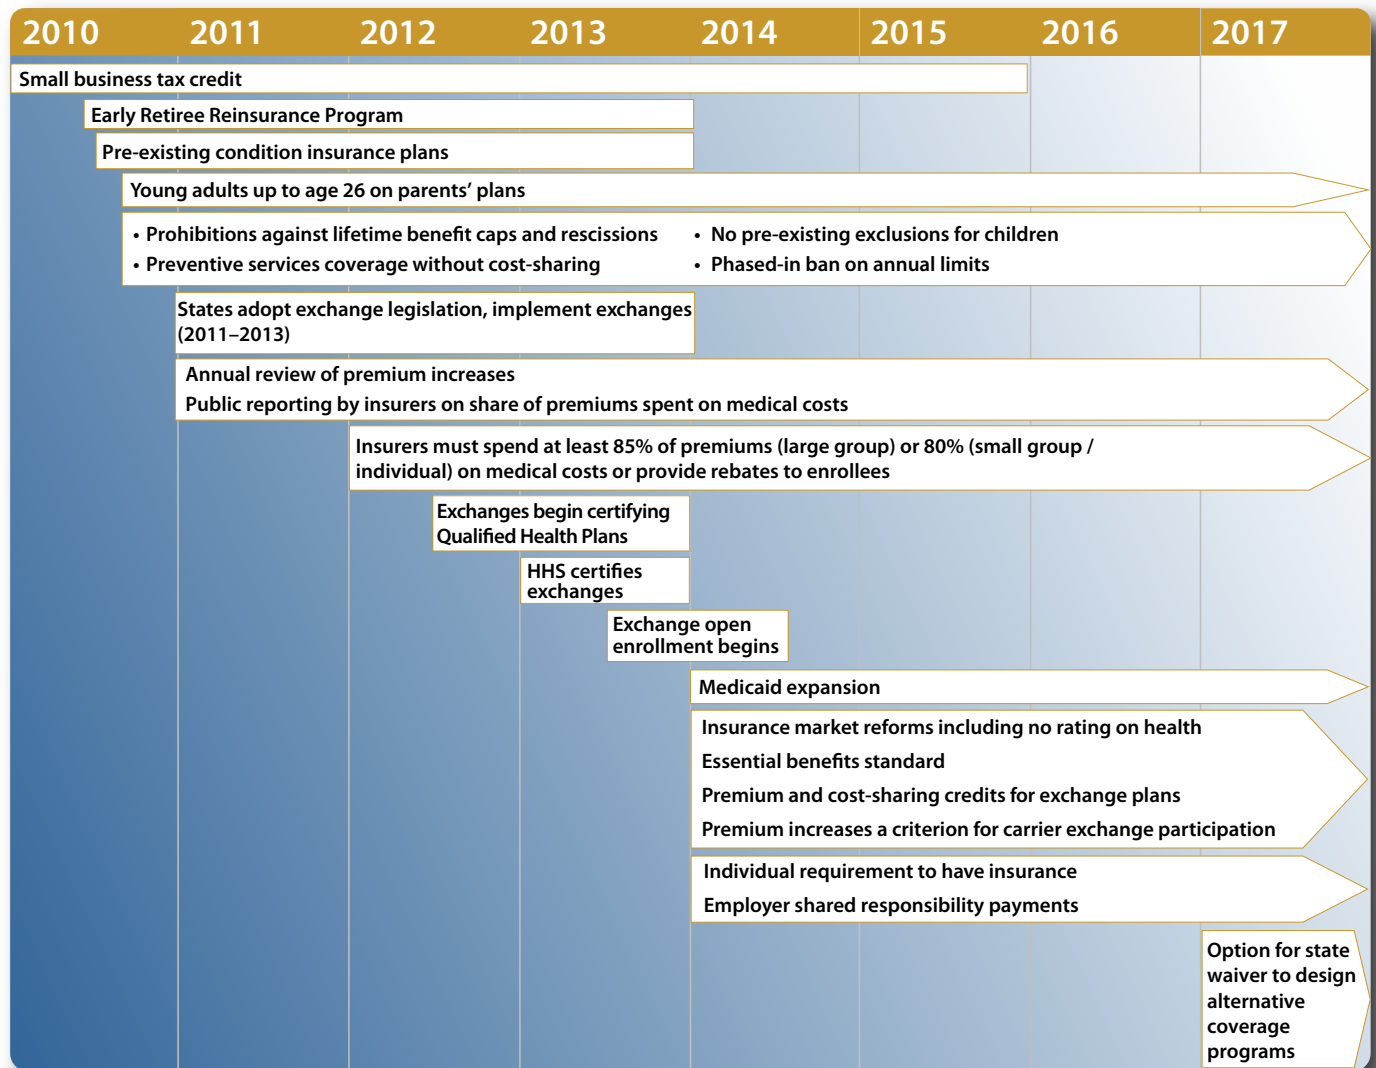 2010 2011 2012 2013 2014 2015 2016 2017
Small business tax credit
Early Retiree Reinsurance Program
Pre-existing condition insurance plans
Young adults up to age 26 on parents’ plans
• Prohibitions against lifetime benefit caps and rescissions • No pre-existing exclusions for children
• Preventive services coverage without cost-sharing • Phased-in ban on annual limits
States adopt exchange legislation, implement exchanges
(2011–2013)
Annual review of premium increases
Public reporting by insurers on share of premiums spent on medical costs
Insurers must spend at least 85% of premiums (large group) or 80% (small group /
individual) on medical costs or provide rebates to enrollees
Exchanges begin certifying
Qualified Health Plans
HHS certifies
exchanges
Exchange open
enrollment begins
Medicaid expansion
Insurance market reforms including no rating on health
Essential benefits standard
Premium and cost-sharing credits for exchange plans
Premium increases a criterion for carrier exchange participation
Individual requirement to have insurance
Employer shared responsibility payments
Option for state
waiver to design
alternative
coverage
programs